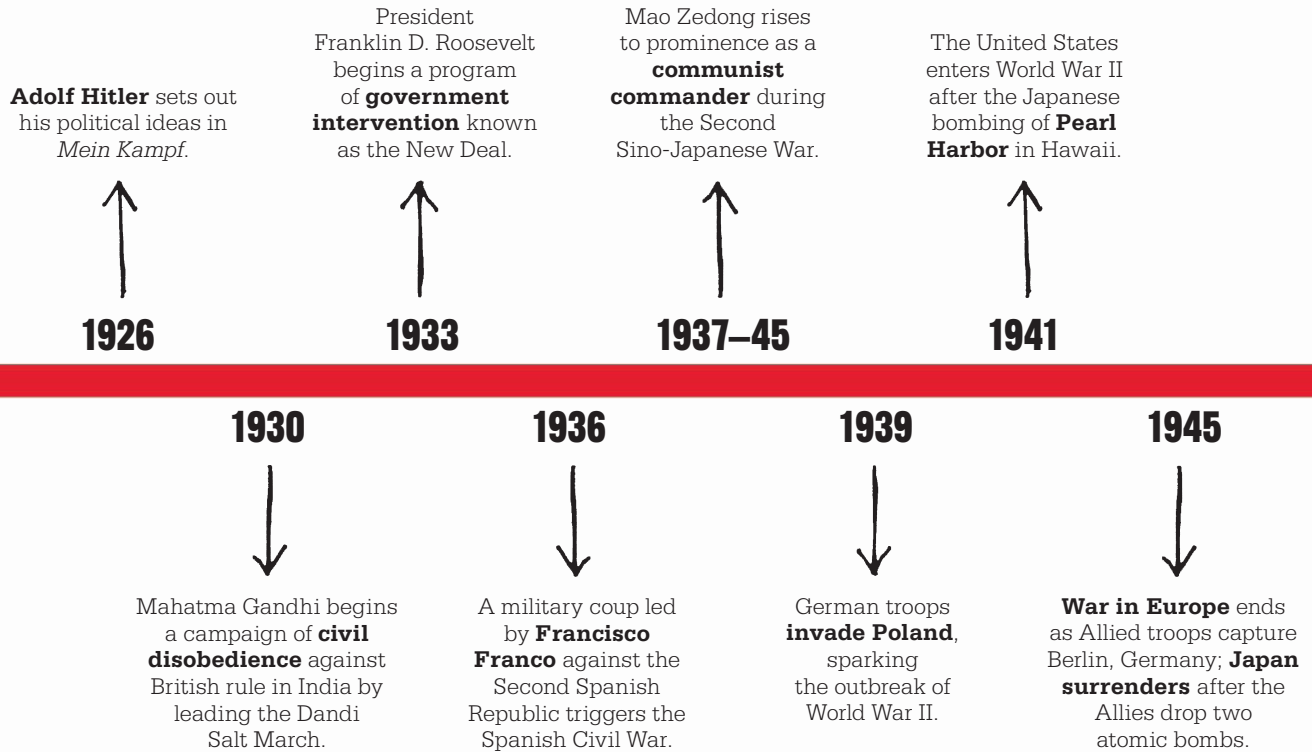 Adolf Hitler sets out
his political ideas in
Mein Kampf.
1926
President
Franklin D. Roosevelt
begins a program
of government
intervention known
as the New Deal.
1933
Mao Zedong rises
to prominence as a
communist
commander during
the Second
Sino-Japanese War.
1937–45
The United States
enters World War II
after the Japanese
bombing of Pearl
Harbor in Hawaii.
1941
1930
Mahatma Gandhi begins
a campaign of civil
disobedience against
British rule in India by
leading the Dandi
Salt March.
1936
A military coup led
by Francisco
Franco against the
Second Spanish
Republic triggers the
Spanish Civil War.
1939
German troops
invade Poland,
sparking
the outbreak of
World War II.
1945
War in Europe ends
as Allied troops capture
Berlin, Germany; Japan
surrenders after the
Allies drop two
atomic bombs.